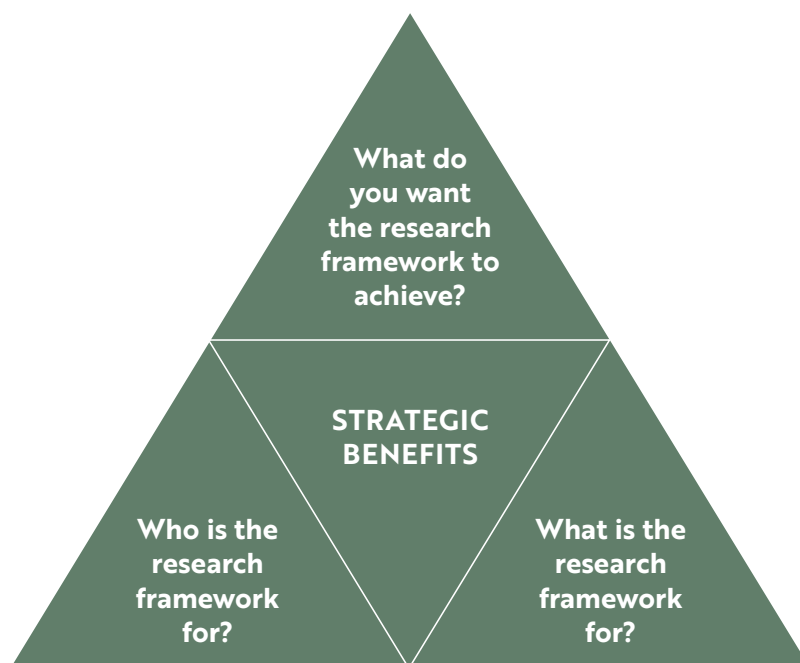 What do
you want
the research
framework to
achieve?
STRATEGIC
BENEFITS
Who is the
research
framework
for?
What is the
research
framework
for?